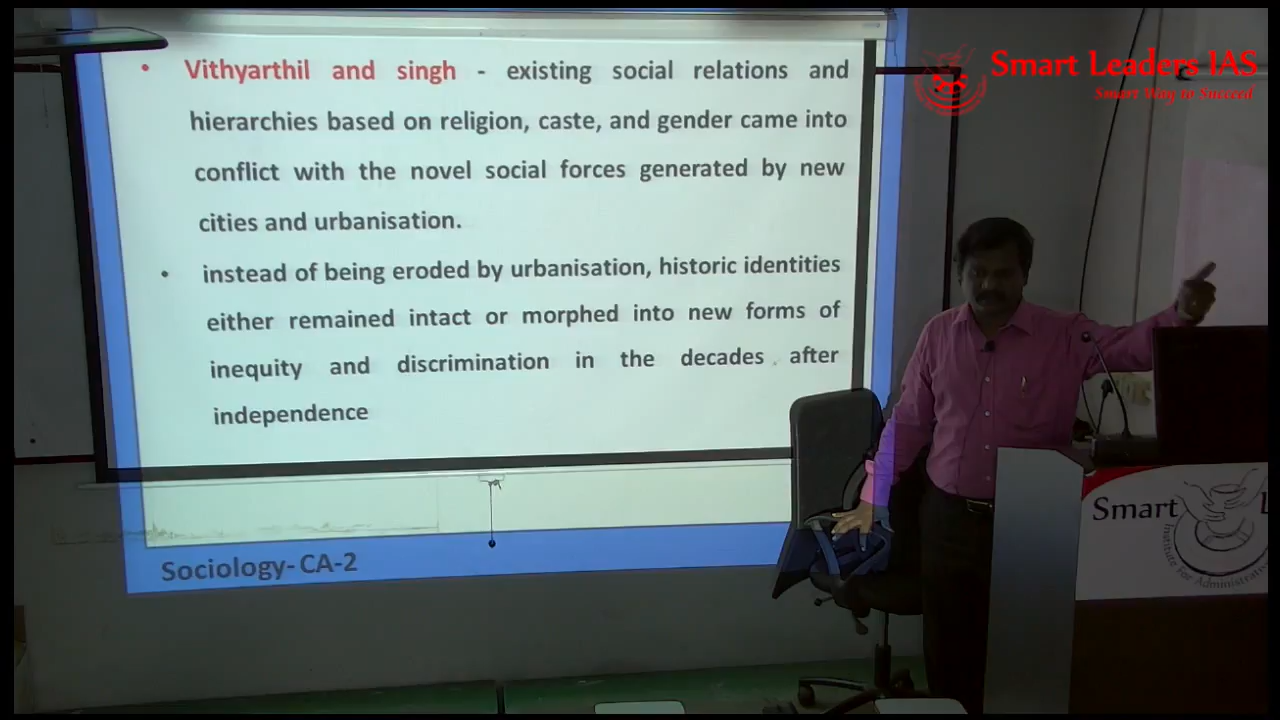 • Vithyarthil and singh - existing social relations and
hierarchies based on religion, caste, and gender came into
conflict with the novel social forces generated by new
cities and urbanisation.
• instead of being eroded by urbanisation, historic identities
either remained intact or morphed into new forms of
inequity and discrimination in the decades after
independence
Sociology- CA-2
Smart Leaders IAS
Smart Way to Succeed
Smart L
Institute For Administrati